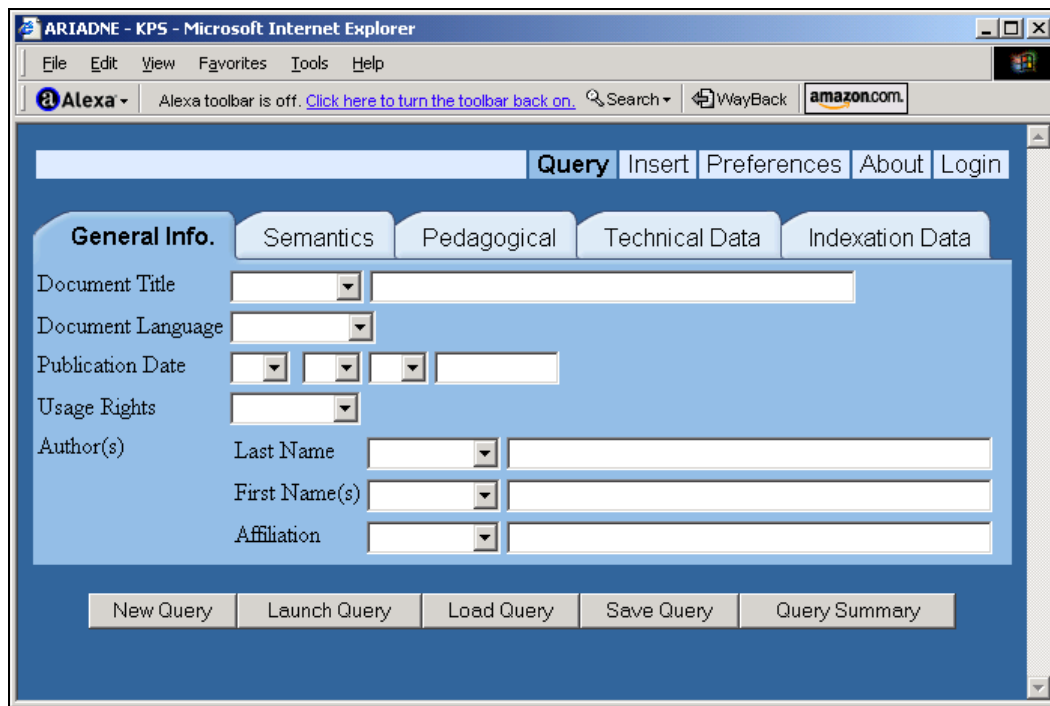 ARIADNE - KPS - Microsoft Internet Explorer
File Edit View Favorites Tools Help
Alexa Alexa toolbar is off. Click here to turn the toolbar back on. Search WayBack amazon.com.
Query Insert Preferences About Login
General Info. Semantics Pedagogical Technical Data Indexation Data
Document Title
Document Language
Publication Date
Usage Rights
Author(s) Last Name
First Name(s)
Affiliation
New Query Launch Query Load Query Save Query Query Summary